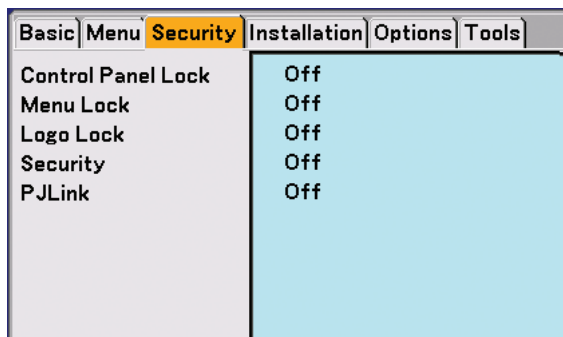 Basic Menu Security Installation Options Tools
Control Panel Lock Off
Menu Lock Off
Logo Lock Off
Security Off
PJLink Off